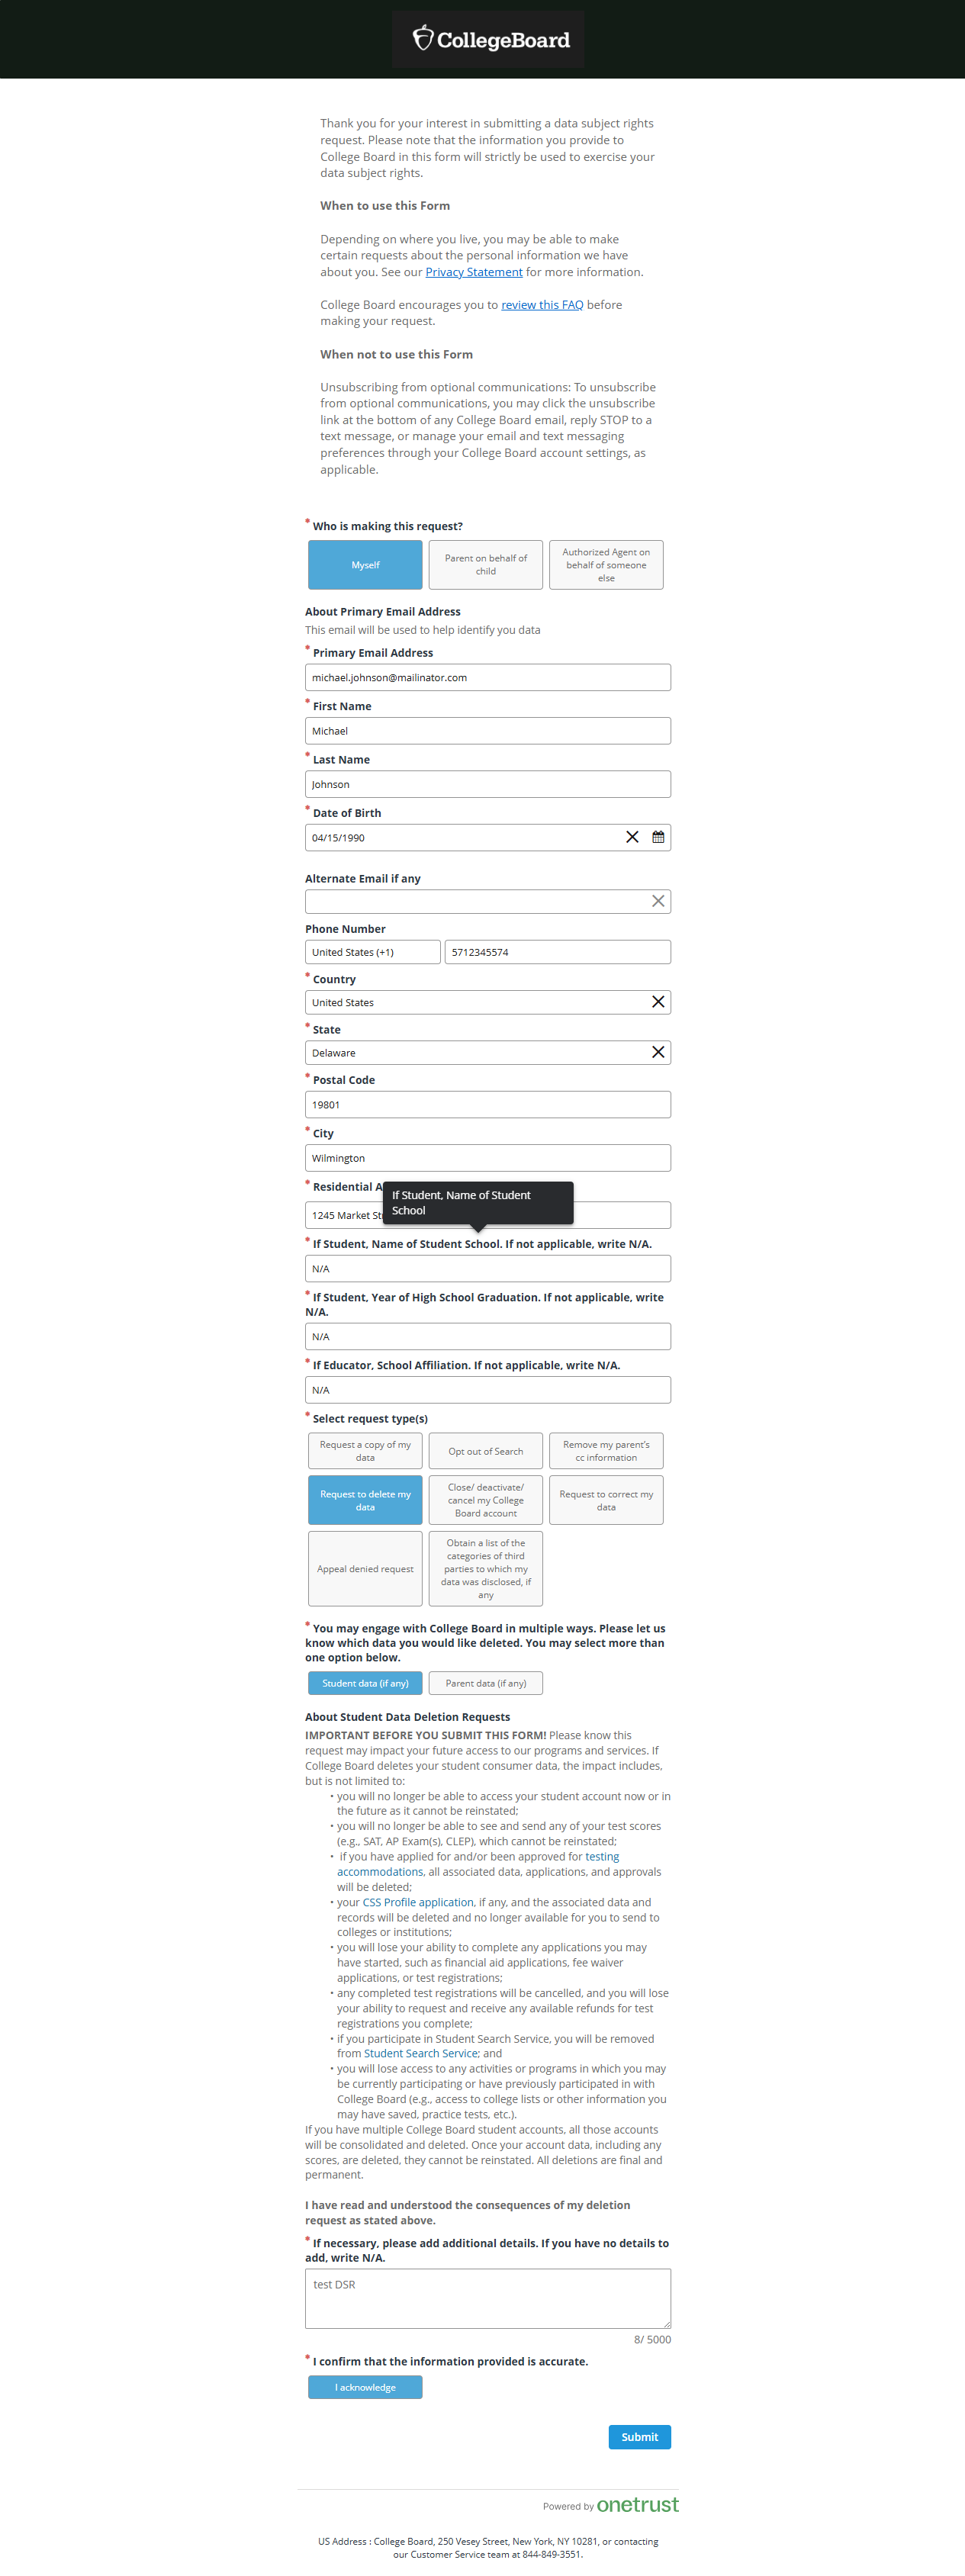 CollegeBoard
Thank you for your interest in submitting a data subject rights
request. Please note that the information you provide to
College Board in this form will strictly be used to exercise your
data subject rights.
When to use this Form
Depending on where you live, you may be able to make
certain requests about the personal information we have
about you. See our Privacy Statement for more information.
College Board encourages you to review this FAQ before
making your request.
When not to use this Form
Unsubscribing from optional communications: To unsubscribe
from optional communications, you may click the unsubscribe
link at the bottom of any College Board email, reply STOP to a
text message, or manage your email and text messaging
preferences through your College Board account settings, as
applicable.
* Who is making this request?
Myself
Parent on behalf of
child
Authorized Agent on
behalf of someone
else
About Primary Email Address
This email will be used to help identify you data
* Primary Email Address
michael.johnson@mailinator.com
* First Name
Michael
* Last Name
Johnson
* Date of Birth
04/15/1990
Alternate Email if any
Phone Number
United States (+1)
5712345574
* Country
United States
* State
Delaware
* Postal Code
19801
* City
Wilmington
* Residential A
If Student, Name of Student
School
1245 Market St
* If Student, Name of Student School. If not applicable, write N/A.
N/A
* If Student, Year of High School Graduation. If not applicable, write
N/A.
N/A
* If Educator, School Affiliation. If not applicable, write N/A.
N/A
* Select request type(s)
Request a copy of my
data
Opt out of Search
Remove my parent's
cc information
Request to delete my
data
Close/ deactivate/
cancel my College
Board account
Request to correct my
data
Appeal denied request
Obtain a list of the
categories of third
parties to which my
data was disclosed, if
any
* You may engage with College Board in multiple ways. Please let us
know which data you would like deleted. You may select more than
one option below.
Student data (if any)
Parent data (if any)
About Student Data Deletion Requests
IMPORTANT BEFORE YOU SUBMIT THIS FORM! Please know this
request may impact your future access to our programs and services. If
College Board deletes your student consumer data, the impact includes,
but is not limited to:
• you will no longer be able to access your student account now or in
the future as it cannot be reinstated;
• you will no longer be able to see and send any of your test scores
(e.g., SAT, AP Exam(s), CLEP), which cannot be reinstated;
• if you have applied for and/or been approved for testing
accommodations, all associated data, applications, and approvals
will be deleted;
• your CSS Profile application, if any, and the associated data and
records will be deleted and no longer available for you to send to
colleges or institutions;
• you will lose your ability to complete any applications you may
have started, such as financial aid applications, fee waiver
applications, or test registrations;
• any completed test registrations will be cancelled, and you will lose
your ability to request and receive any available refunds for test
registrations you complete;
• if you participate in Student Search Service, you will be removed
from Student Search Service; and
• you will lose access to any activities or programs in which you may
be currently participating or have previously participated in with
College Board (e.g., access to college lists or other information you
may have saved, practice tests, etc.).
If you have multiple College Board student accounts, all those accounts
will be consolidated and deleted. Once your account data, including any
scores, are deleted, they cannot be reinstated. All deletions are final and
permanent.
I have read and understood the consequences of my deletion
request as stated above.
* If necessary, please add additional details. If you have no details to
add, write N/A.
test DSR
8/ 5000
* I confirm that the information provided is accurate.
I acknowledge
Submit
Powered by onetrust
US Address : College Board, 250 Vesey Street, New York, NY 10281, or contacting
our Customer Service team at 844-849-3551.